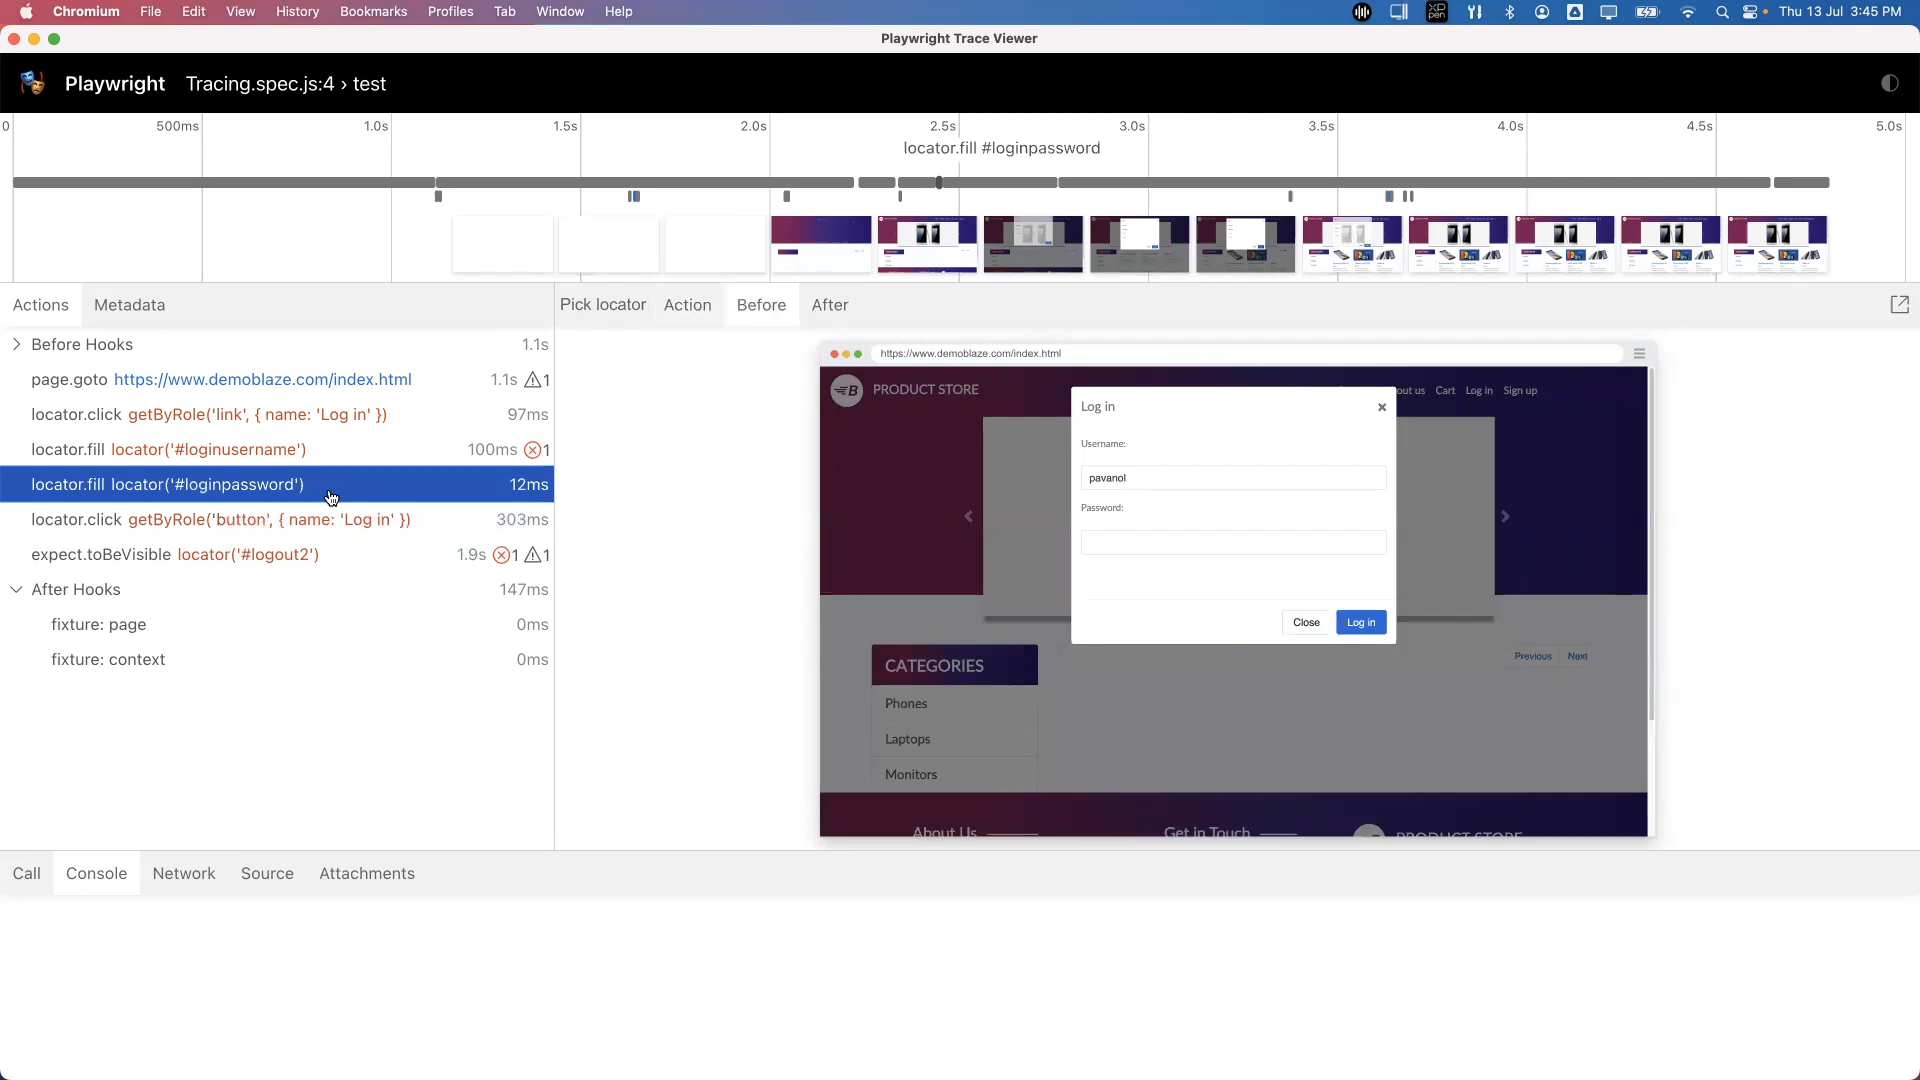 Chromium File Edit View History Bookmarks Profiles Tab Window Help
XP pen
Thu 13 Jul 3:45 PM
Playwright Trace Viewer
Playwright Tracing.spec.js:4 › test
0 500ms 1.0s 1.5s 2.0s 2.5s 3.0s 3.5s 4.0s 4.5s 5.0s
locator.fill #loginpassword
Actions Metadata
Pick locator Action Before After
Before Hooks 1.1s
page.goto https://www.demoblaze.com/index.html 1.1s 1
locator.click getByRole('link', { name: 'Log in' }) 97ms
locator.fill locator('#loginusername') 100ms 1
locator.fill locator('#loginpassword') 12ms
locator.click getByRole('button', { name: 'Log in' }) 303ms
expect.toBeVisible locator('#logout2') 1.9s 1 1
After Hooks 147ms
fixture: page 0ms
fixture: context 0ms
https://www.demoblaze.com/index.html
PRODUCT STORE
out us Cart Log in Sign up
Log in ×
Username:
pavanol
Password:
Close Log in
Previous Next
CATEGORIES
Phones
Laptops
Monitors
About Us Get in Touch PRODUCT STORE
Call Console Network Source Attachments